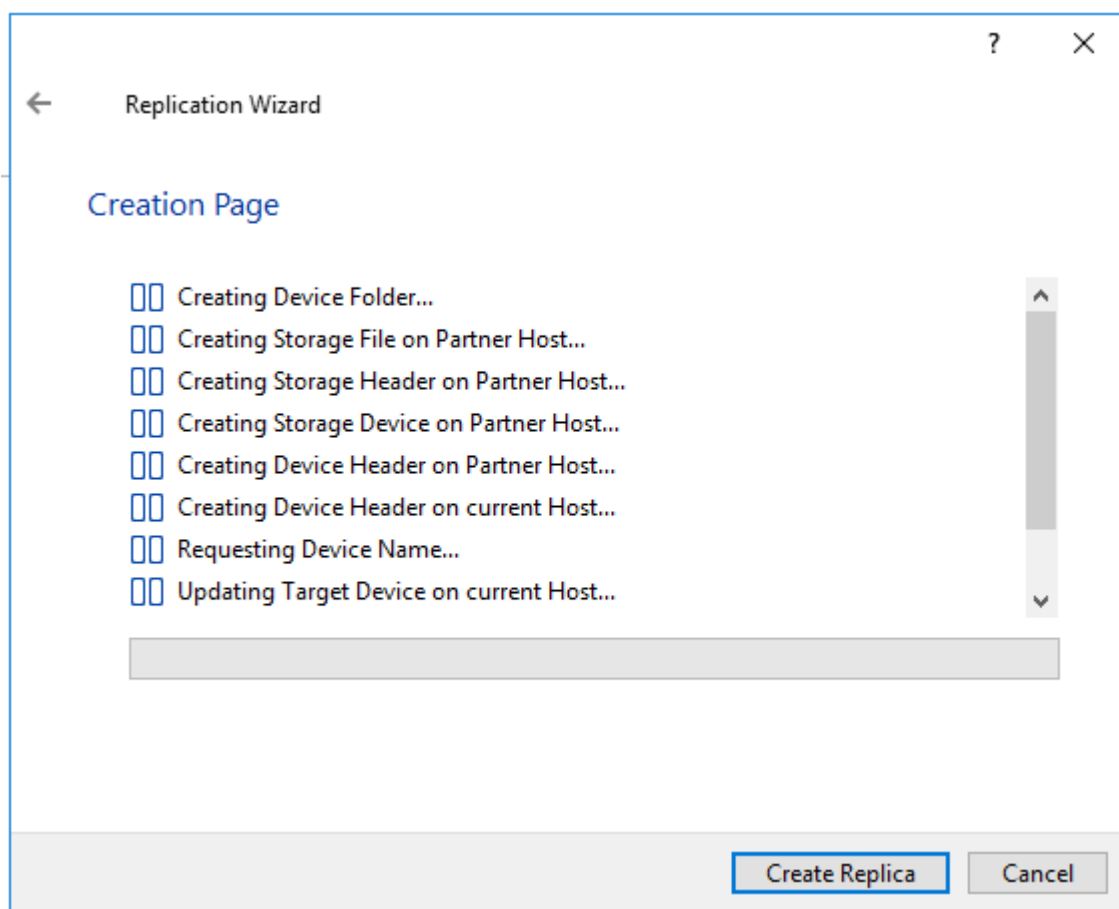 ?
Replication Wizard
Creation Page
Creating Device Folder...
Creating Storage File on Partner Host...
Creating Storage Header on Partner Host...
Creating Storage Device on Partner Host...
Creating Device Header on Partner Host...
Creating Device Header on current Host...
Requesting Device Name...
Updating Target Device on current Host...
Create Replica
Cancel